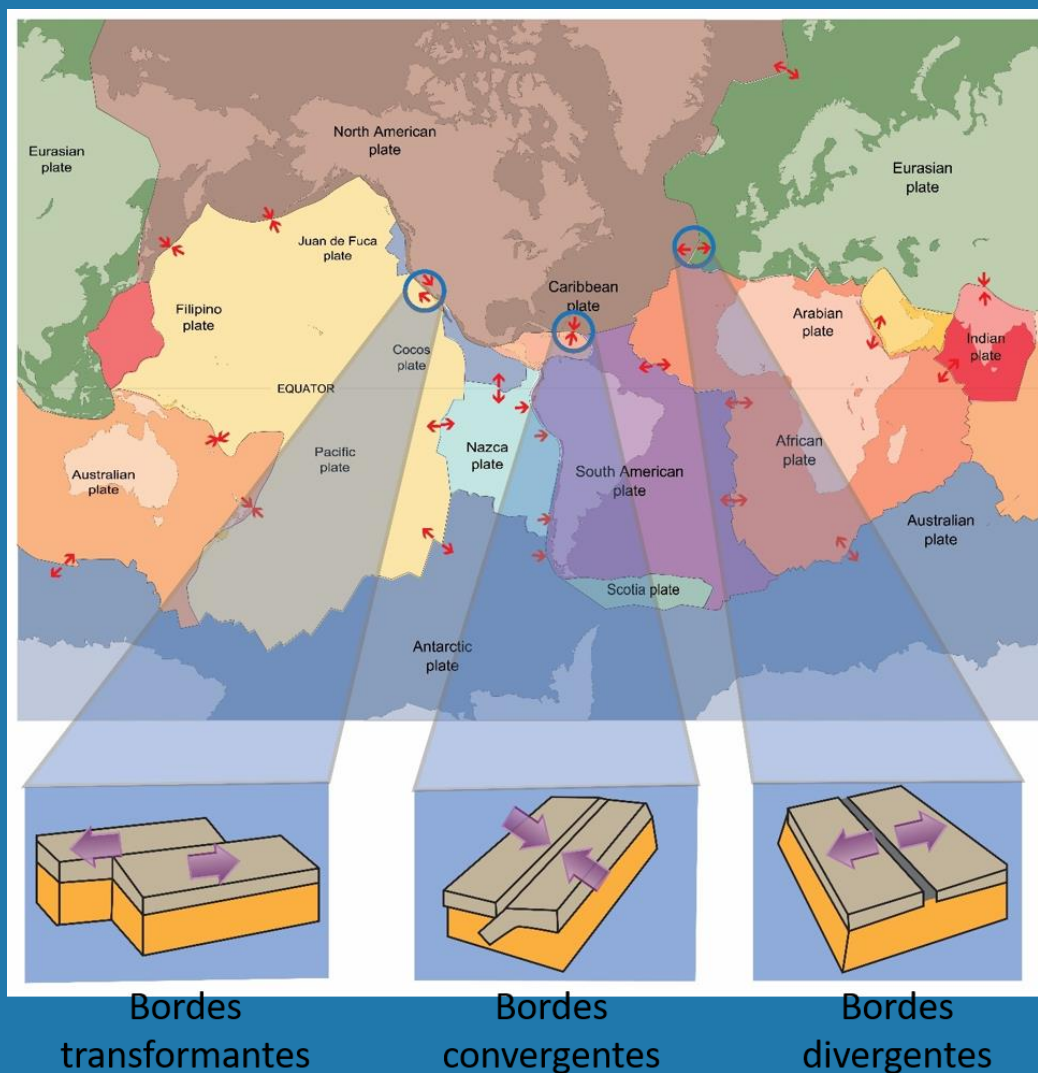 North American
plate
Eurasian
plate
Eurasian
plate
Juan de Fuca
plate
Caribbean
plate
Filipino
plate
Arabian
plate
Indian
plate
Cocos
plate
EQUATOR
Pacific
plate
Nazca
plate
African
plate
Australian
plate
South American
plate
Australian
plate
Scotia plate
Antarctic
plate
Bordes
transformantes
Bordes
convergentes
Bordes
divergentes